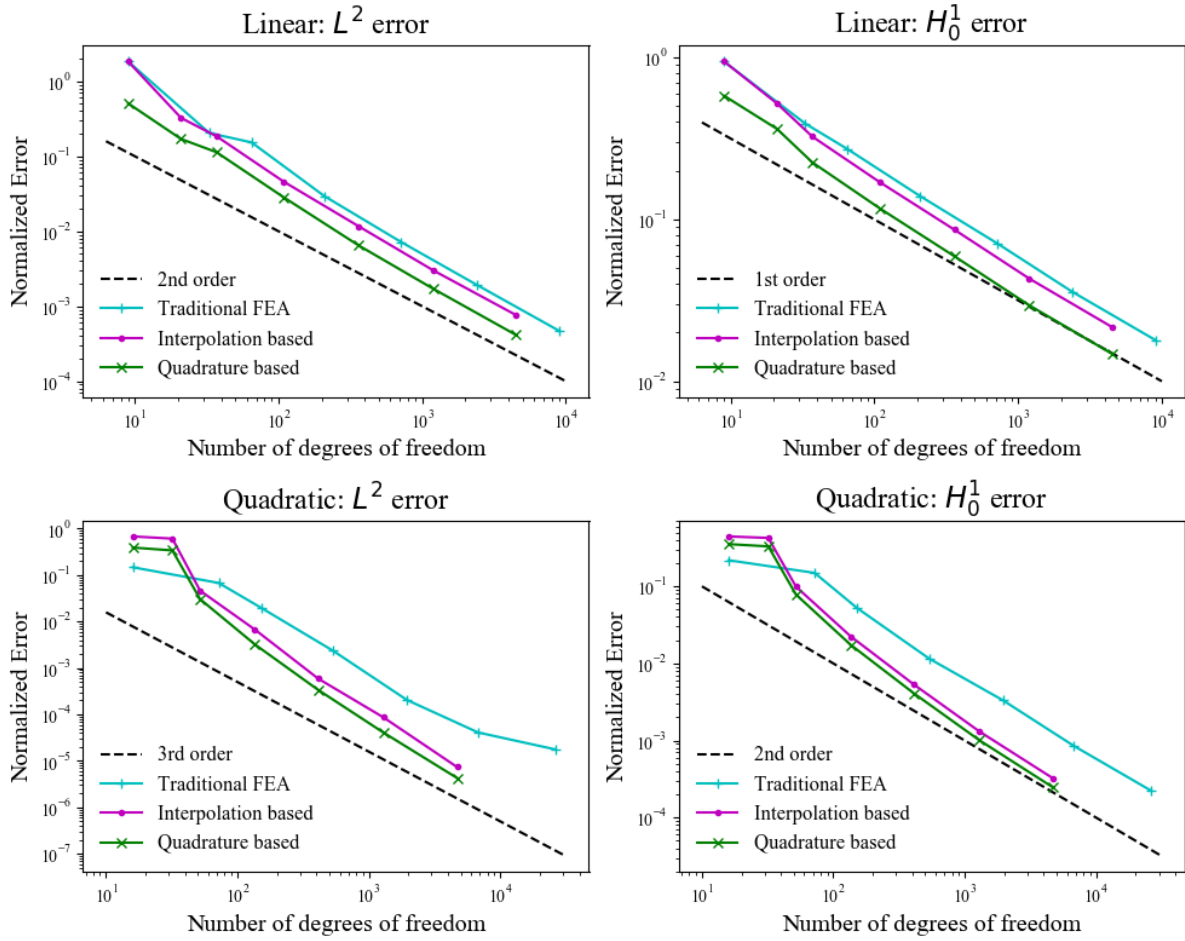 Linear: L² error
Normalized Error
10⁰
10⁻¹
10⁻²
10⁻³
10⁻⁴
2nd order
Traditional FEA
Interpolation based
Quadrature based
10¹ 10² 10³ 10⁴
Number of degrees of freedom
Linear: H₀¹ error
Normalized Error
10⁰
10⁻¹
10⁻²
1st order
Traditional FEA
Interpolation based
Quadrature based
10¹ 10² 10³ 10⁴
Number of degrees of freedom
Quadratic: L² error
Normalized Error
10⁰
10⁻¹
10⁻²
10⁻³
10⁻⁴
10⁻⁵
10⁻⁶
10⁻⁷
3rd order
Traditional FEA
Interpolation based
Quadrature based
10¹ 10² 10³ 10⁴
Number of degrees of freedom
Quadratic: H₀¹ error
Normalized Error
10⁻¹
10⁻²
10⁻³
10⁻⁴
2nd order
Traditional FEA
Interpolation based
Quadrature based
10¹ 10² 10³ 10⁴
Number of degrees of freedom